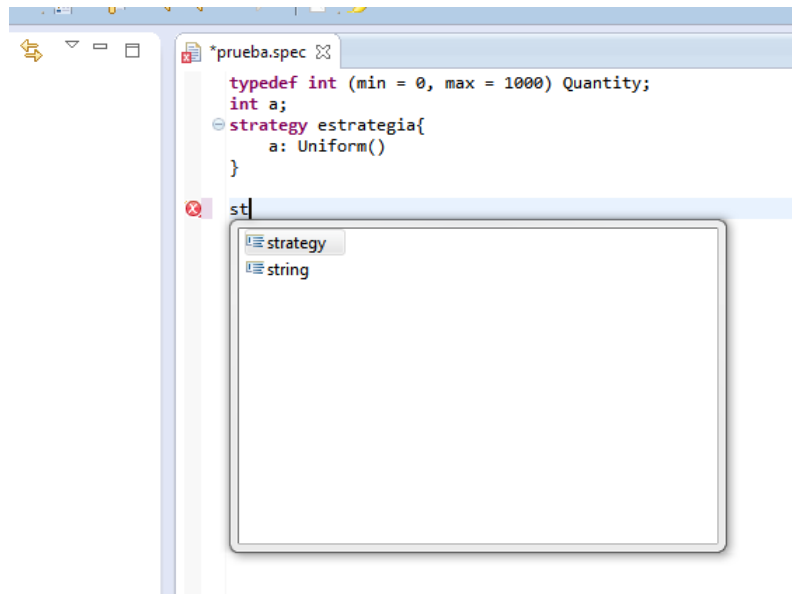 *prueba.spec
typedef int (min = 0, max = 1000) Quantity;
int a;
strategy estrategia{
a: Uniform()
}
st
strategy
string